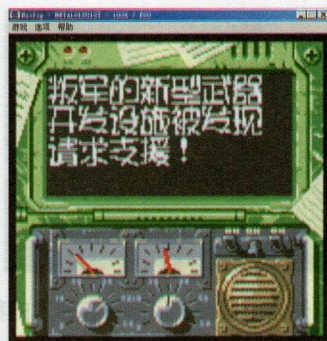 游戏 选项 帮助
叛军的新型武器
开发设施被发现
请求支援！